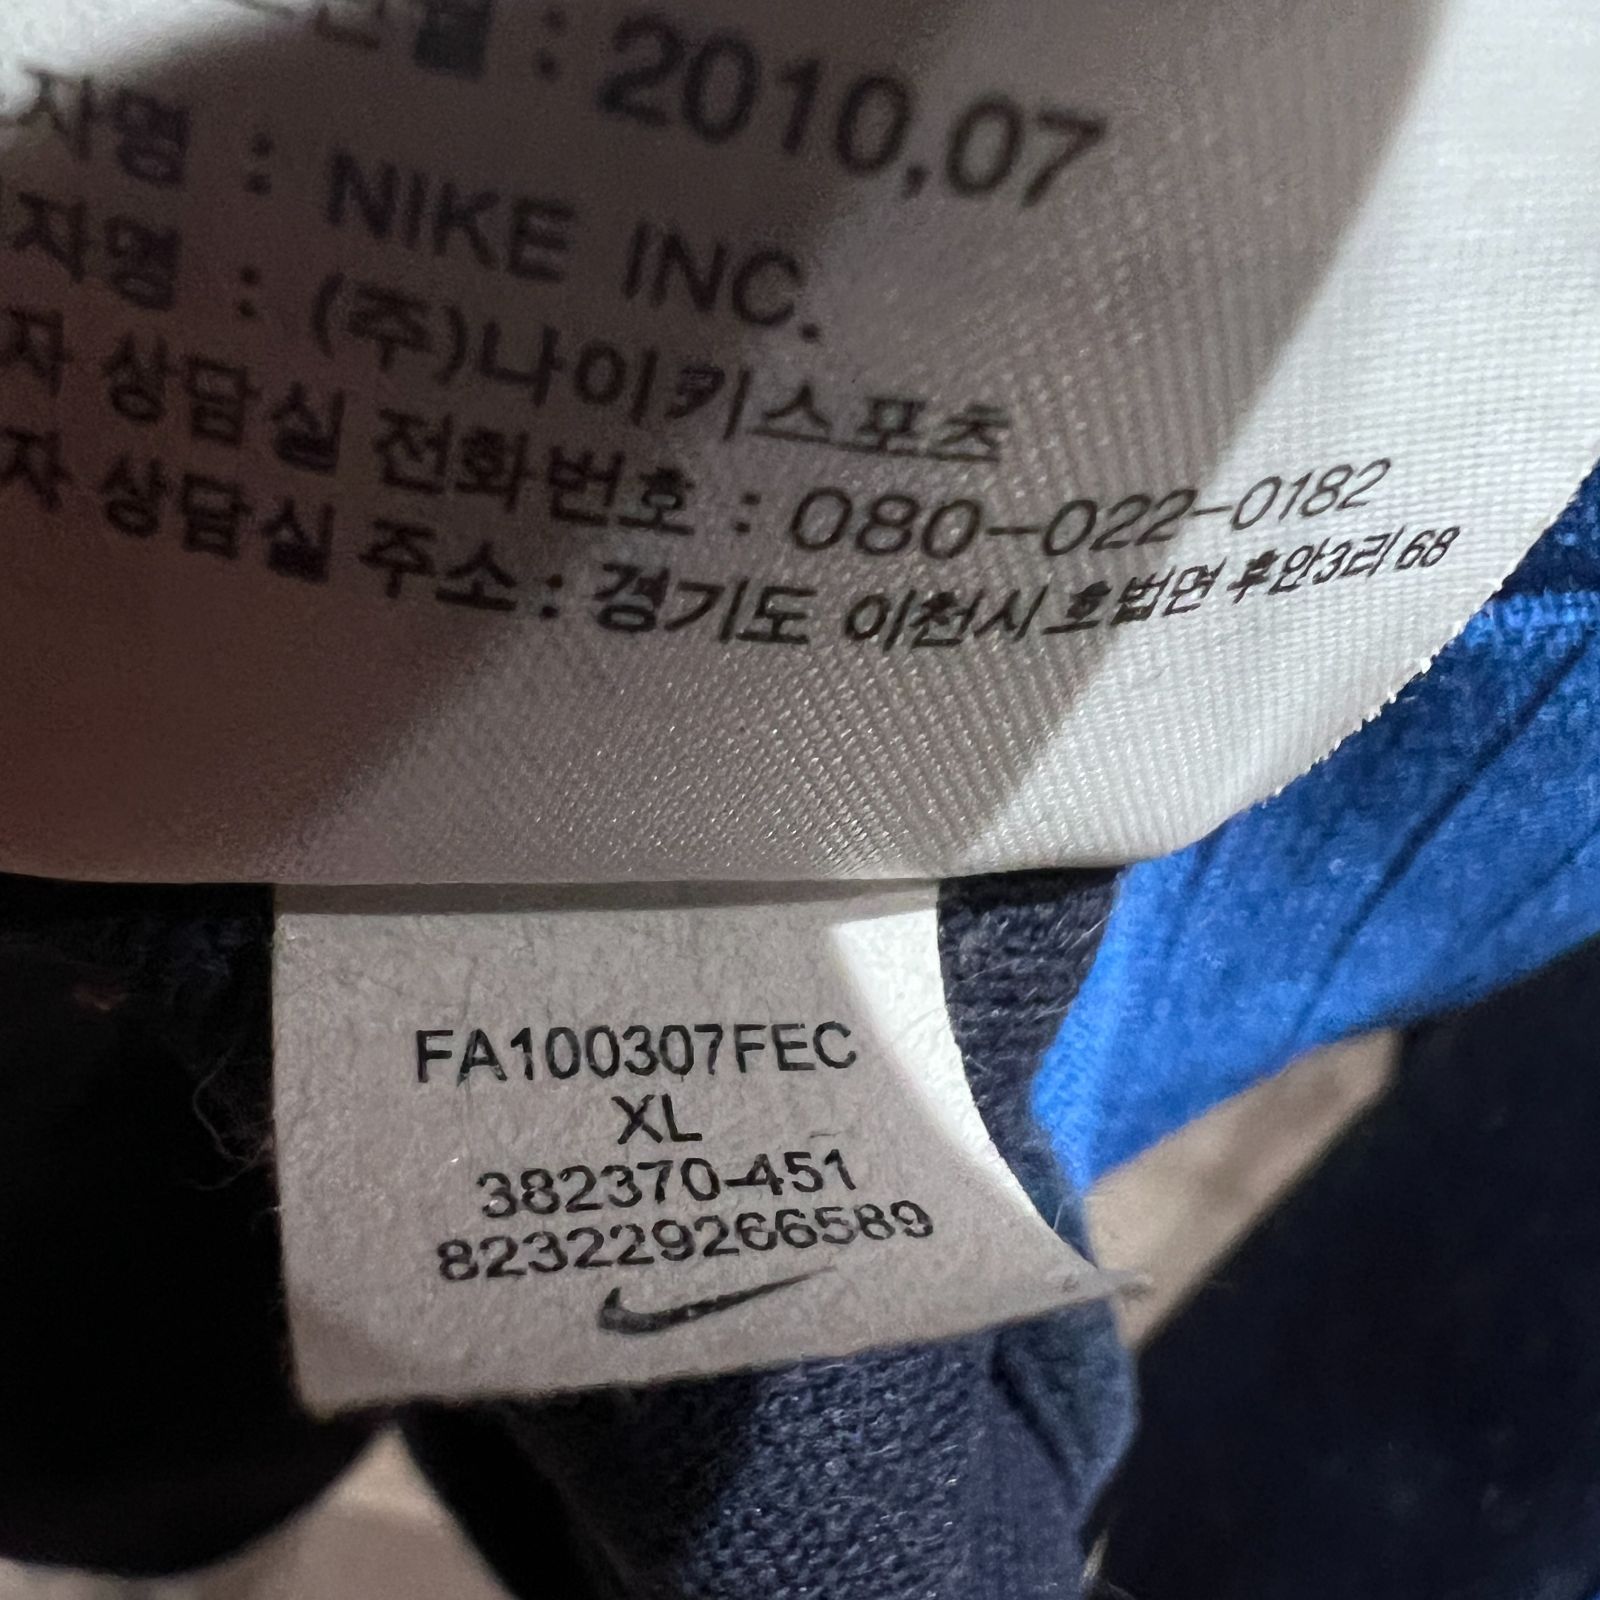 : 2010.07
자명 : NIKE INC.
자명 : (주)나이키스포츠
자 상담실 전화번호 : 080-022-0182
자 상담실 주소 : 경기도 이천시 호법면 후안3리 68
FA100307FEC
XL
382370-451
823229266589